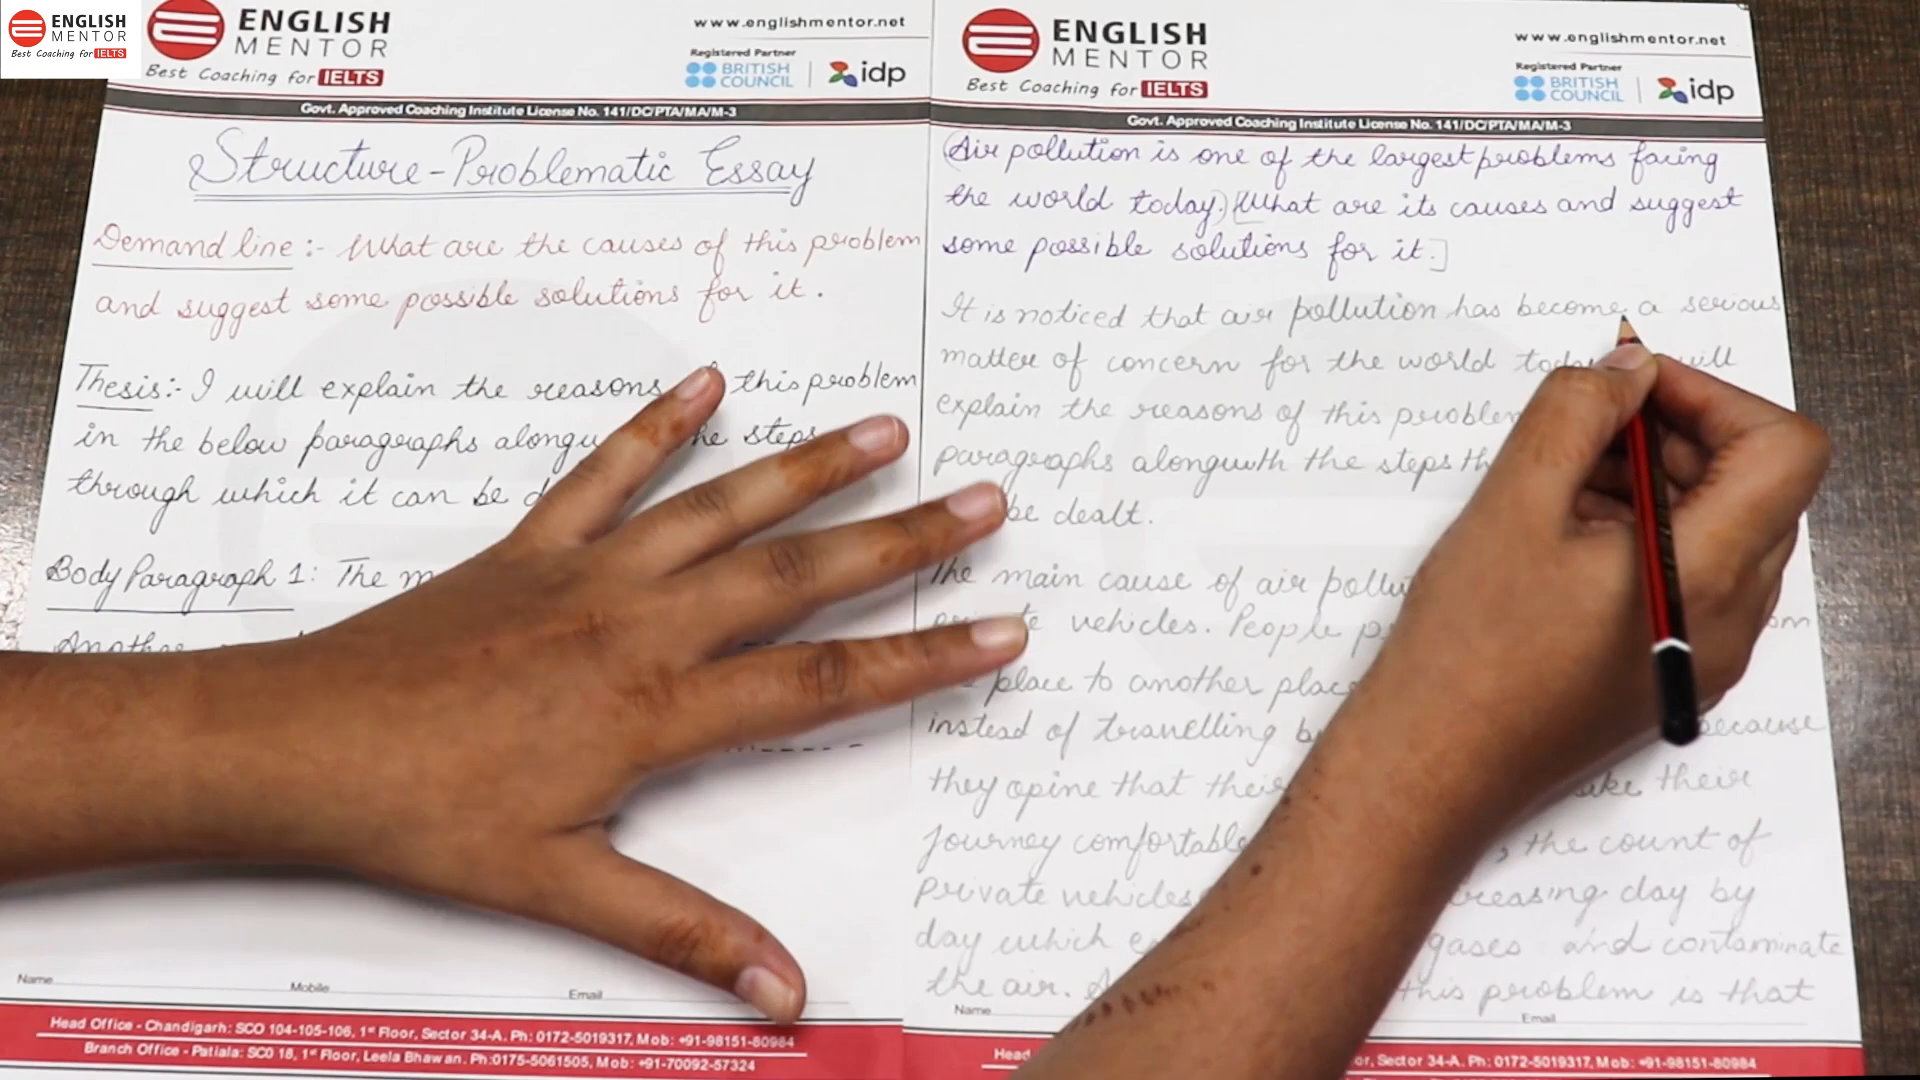 ENGLISH
MENTOR
Best Coaching for IELTS
ENGLISH
MENTOR
Best Coaching for IELTS
www.englishmentor.net
Registered Partner
BRITISH COUNCIL idp
Govt. Approved Coaching Institute License No. 141/DC/PTA/MA/M-3
Structure-Problematic Essay
Demand line:- What are the causes of this problem
and suggest some possible solutions for it.
Thesis:- I will explain the reasons this problem
in the below paragraphs steps
through which it can be
Body Paragraph 1: The
Name Mobile Email
Head Office - Chandigarh: SCO 104-105-106, 1st Floor, Sector 34-A. Ph: 0172-5019317, Mob: +91-98151-80984
Branch Office - Patiala: SCO 18, 1st Floor, Leela Bhawan. Ph:0175-5061505, Mob: +91-70092-57324
ENGLISH
MENTOR
Best Coaching for IELTS
www.englishmentor.net
Registered Partner
BRITISH COUNCIL idp
Govt. Approved Coaching Institute License No. 141/DC/PTA/MA/M-3
(Air pollution is one of the largest problems facing
the world today.) [What are its causes and suggest
some possible solutions for it.]
It is noticed that air pollution has become a serious
matter of concern for the world will
explain the reasons of this
paragraphs alongwith the steps
be dealt.
The main cause of air
vehicles. People
place to another
instead of travelling because
they opine that their
journey comfortable , the count of
private vehicles day by
day which gases and contaminate
the air. this problem is that
Name Email
Head Sector 34-A. Ph: 0172-5019317, Mob: +91-98151-80984